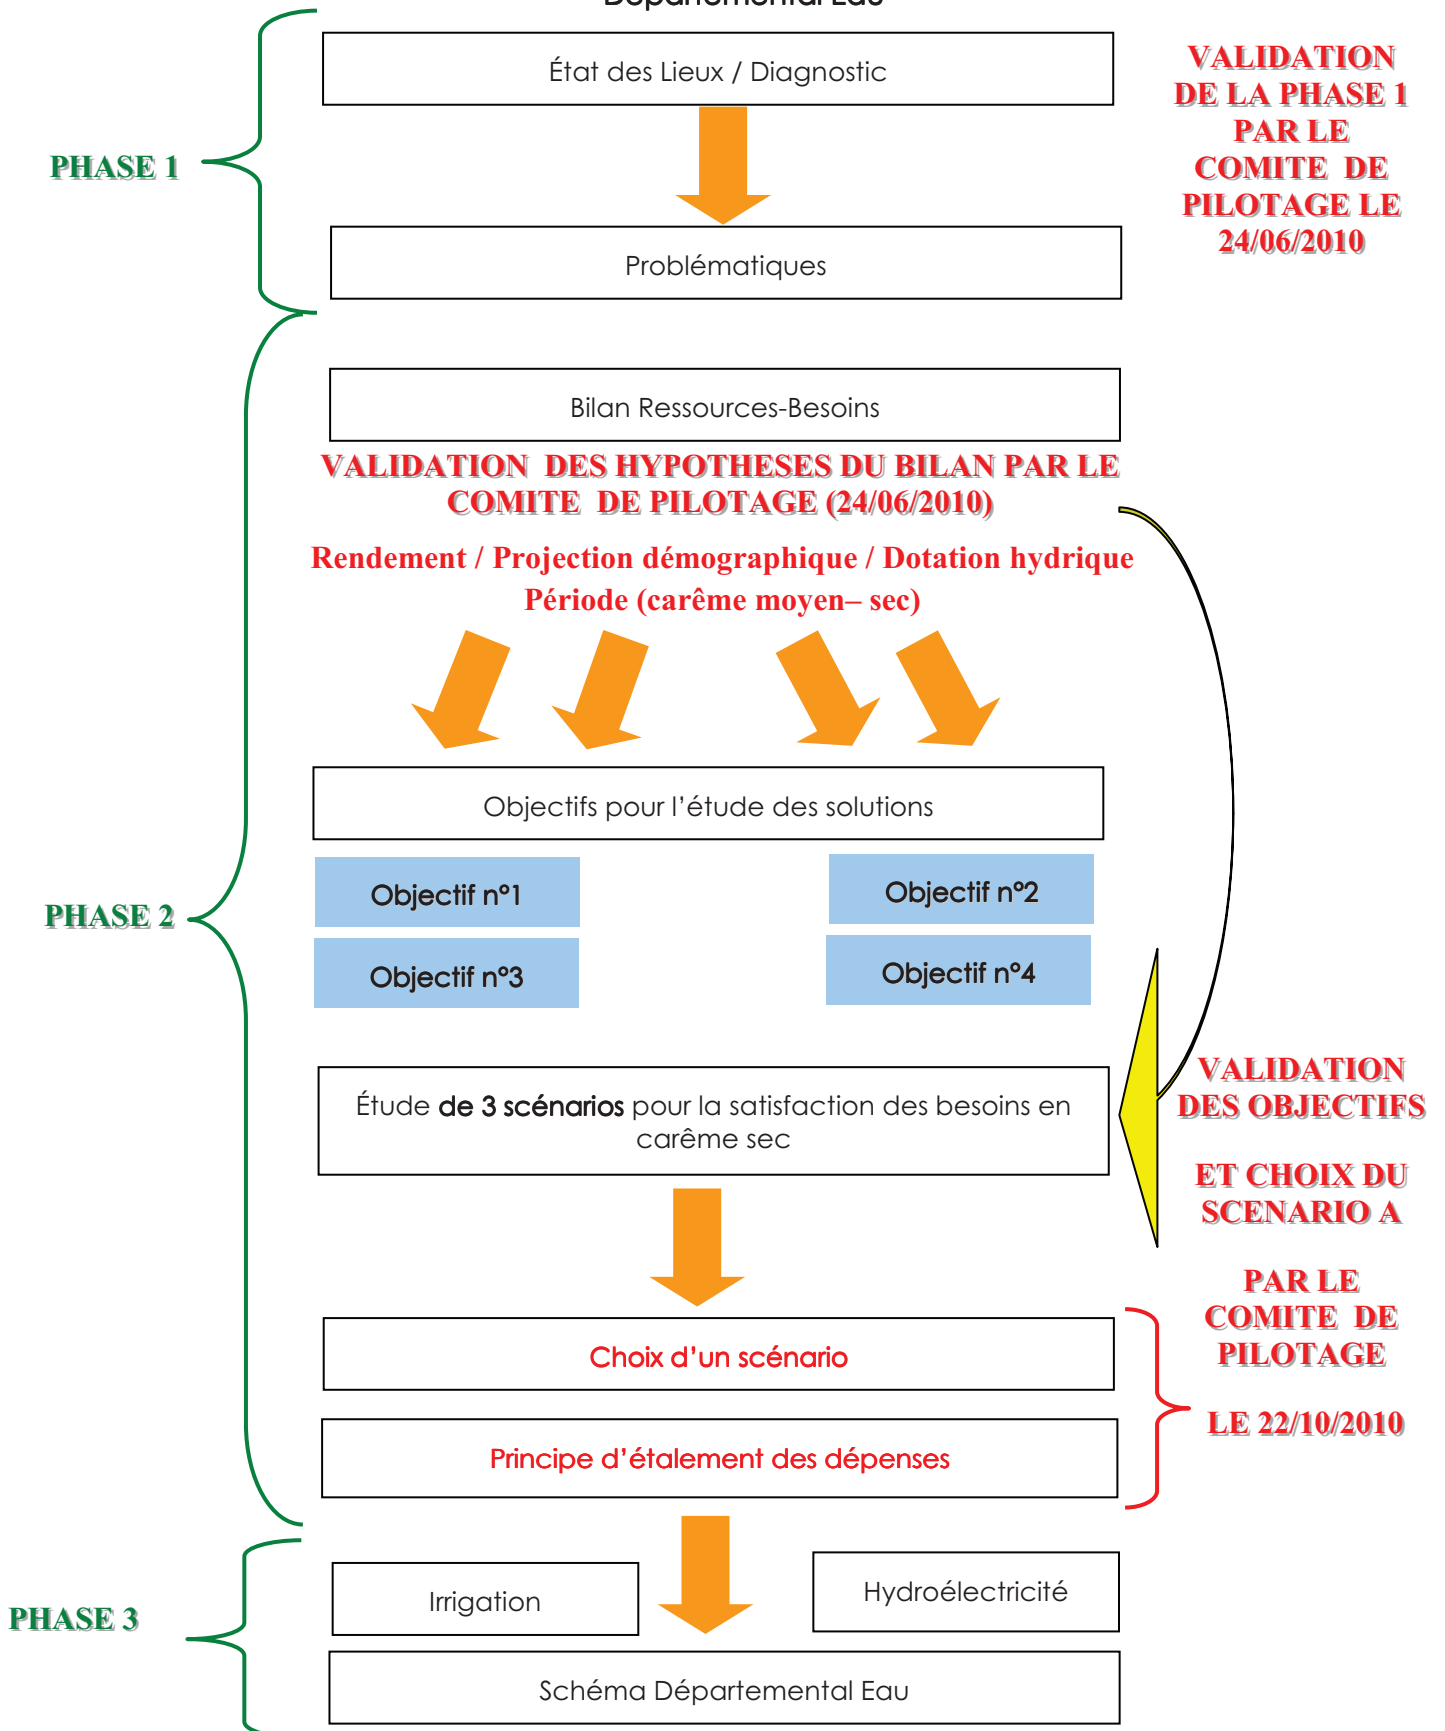 Départemental Eau
État des Lieux / Diagnostic
VALIDATION
DE LA PHASE 1
PAR LE
COMITE DE
PILOTAGE LE
24/06/2010
PHASE 1
Problématiques
Bilan Ressources-Besoins
VALIDATION DES HYPOTHESES DU BILAN PAR LE
COMITE DE PILOTAGE (24/06/2010)
Rendement / Projection démographique / Dotation hydrique
Période (carême moyen– sec)
Objectifs pour l’étude des solutions
Objectif n°1
Objectif n°2
PHASE 2
Objectif n°3
Objectif n°4
Étude de 3 scénarios pour la satisfaction des besoins en
carême sec
VALIDATION
DES OBJECTIFS
ET CHOIX DU
SCENARIO A
PAR LE
COMITE DE
PILOTAGE
LE 22/10/2010
Choix d’un scénario
Principe d’étalement des dépenses
PHASE 3
Irrigation
Hydroélectricité
Schéma Départemental Eau